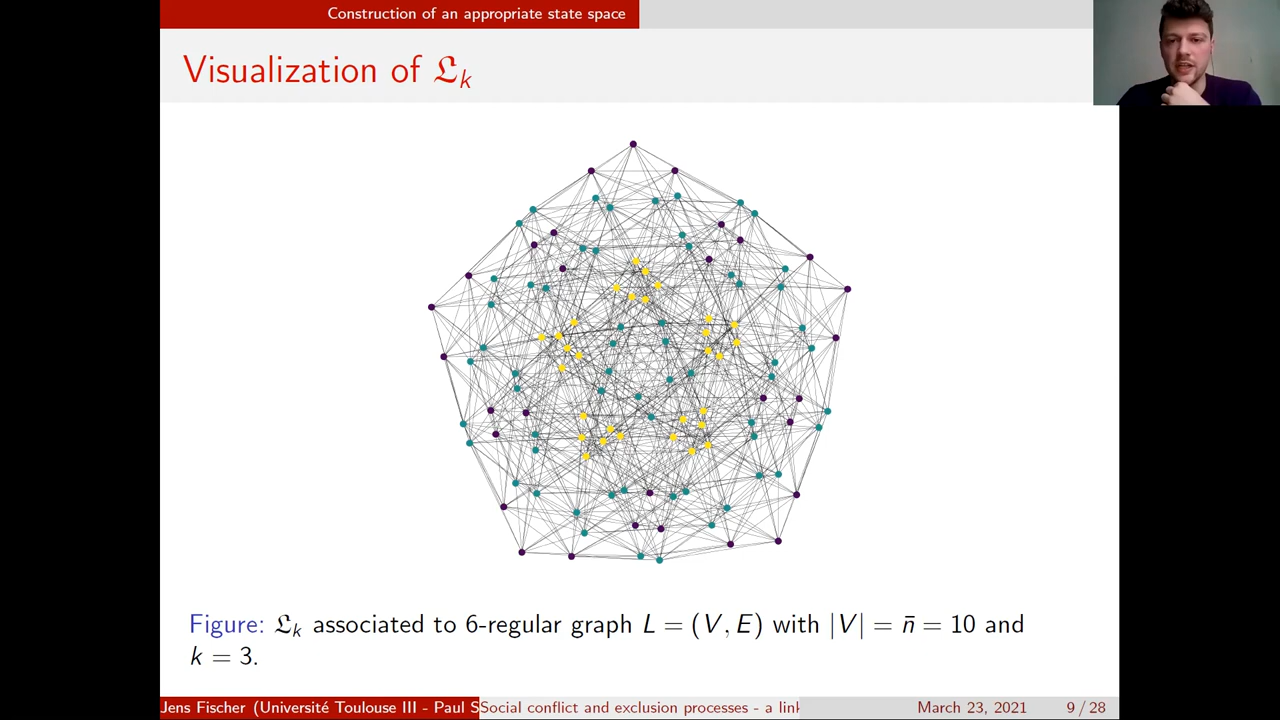 Construction of an appropriate state space
Visualization of 𝔏ₖ
Figure: 𝔏ₖ associated to 6-regular graph L = (V, E) with |V| = n̄ = 10 and
k = 3.
Jens Fischer (Université Toulouse III - Paul S
Social conflict and exclusion processes - a link
March 23, 2021
9 / 28